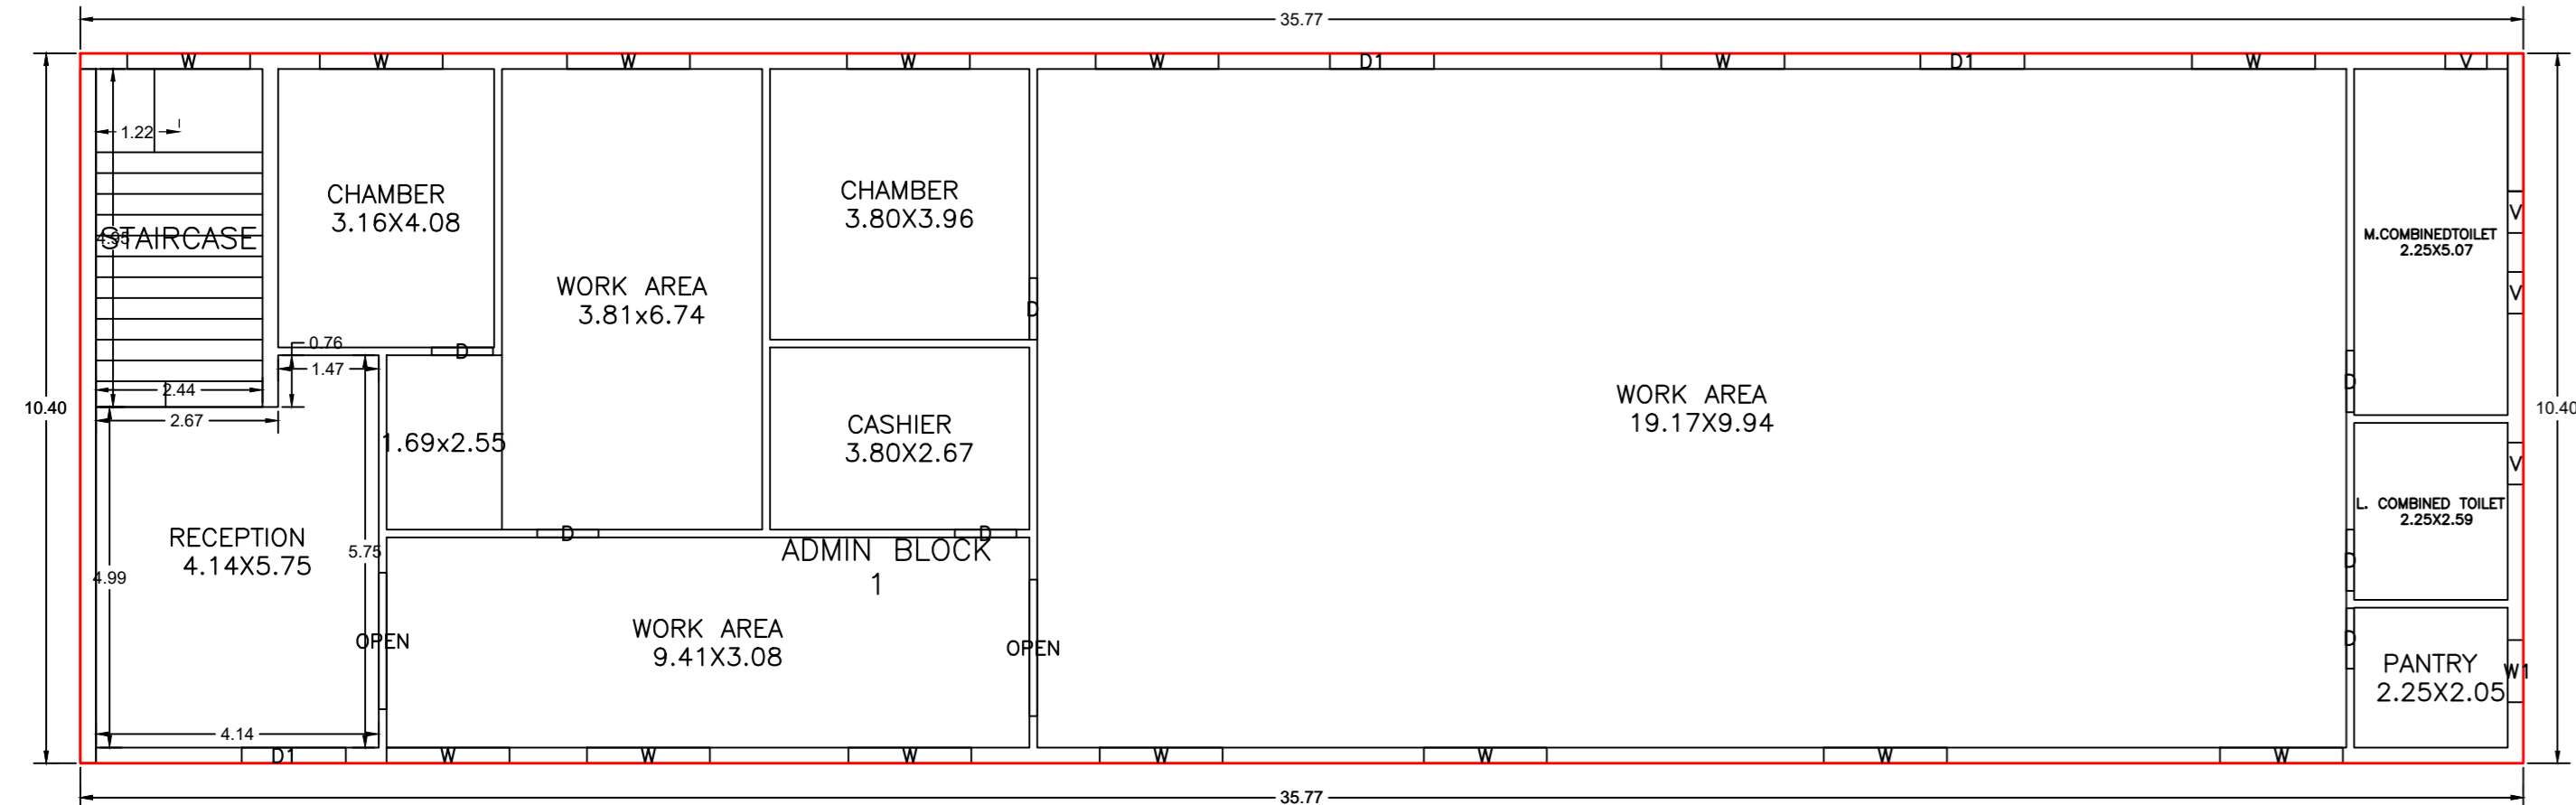 35.77
W W W W W D1 W D1 W V
1.22
CHAMBER
3.16X4.08
CHAMBER
3.80X3.96
STAIRCASE
4.95
V
M.COMBINEDTOILET
2.25X5.07
WORK AREA
3.81x6.74
V
D
0.76
D
1.47
2.44
D
WORK AREA
19.17X9.94
10.40
10.40
2.67
1.69x2.55
CASHIER
3.80X2.67
V
L. COMBINED TOILET
2.25X2.59
D
D
RECEPTION
4.14X5.75
5.75
4.99
ADMIN BLOCK
1
D
OPEN
WORK AREA
9.41X3.08
OPEN
D
PANTRY
2.25X2.05
W1
4.14
D1 W W W W W W W
35.77